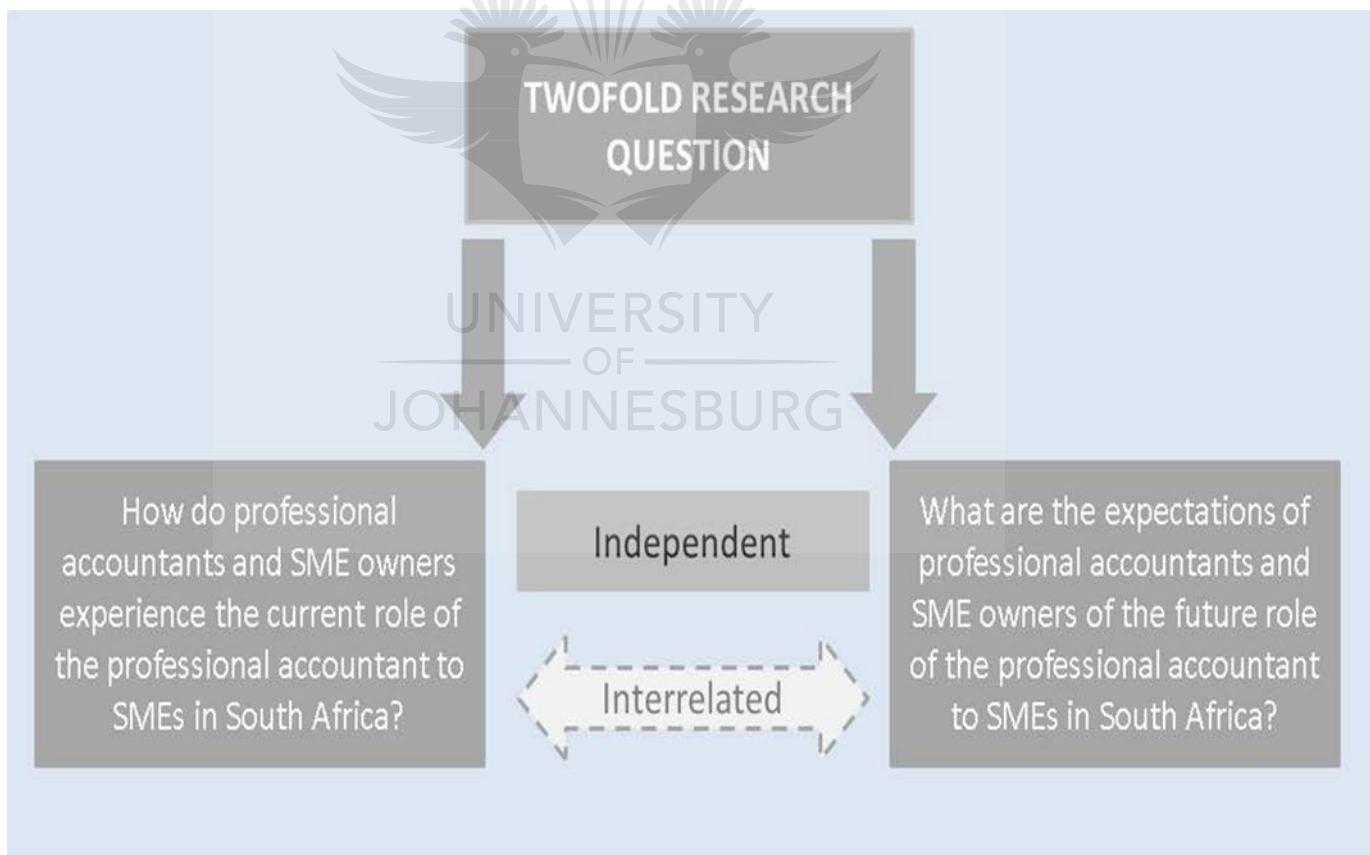 TWOFOLD RESEARCH
QUESTION
UNIVERSITY
OF
JOHANNESBURG
How do professional
accountants and SME owners
experience the current role of
the professional accountant to
SMEs in South Africa?
Independent
Interrelated
What are the expectations of
professional accountants and
SME owners of the future role
of the professional accountant
to SMEs in South Africa?